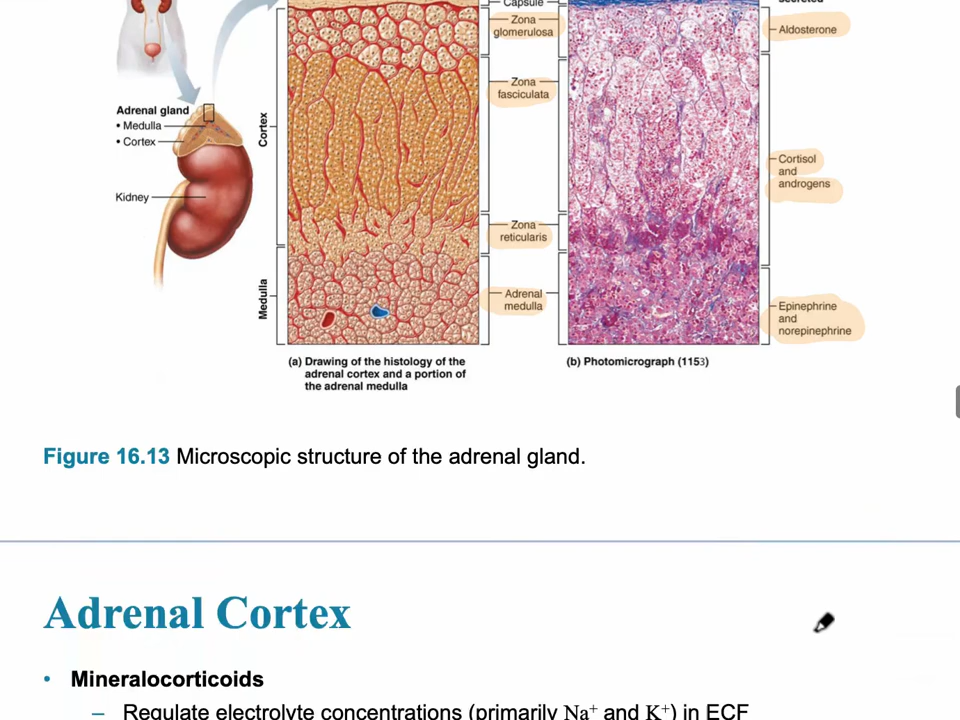 secreted
Capsule
Zona
glomerulosa
Aldosterone
Zona
fasciculata
Adrenal gland
• Medulla
• Cortex
Cortex
Cortisol
and
androgens
Kidney
Zona
reticularis
Medulla
Adrenal
medulla
Epinephrine
and
norepinephrine
(a) Drawing of the histology of the
adrenal cortex and a portion of
the adrenal medulla
(b) Photomicrograph (1153)
Figure 16.13 Microscopic structure of the adrenal gland.
Adrenal Cortex
• Mineralocorticoids
– Regulate electrolyte concentrations (primarily Na⁺ and K⁺) in ECF